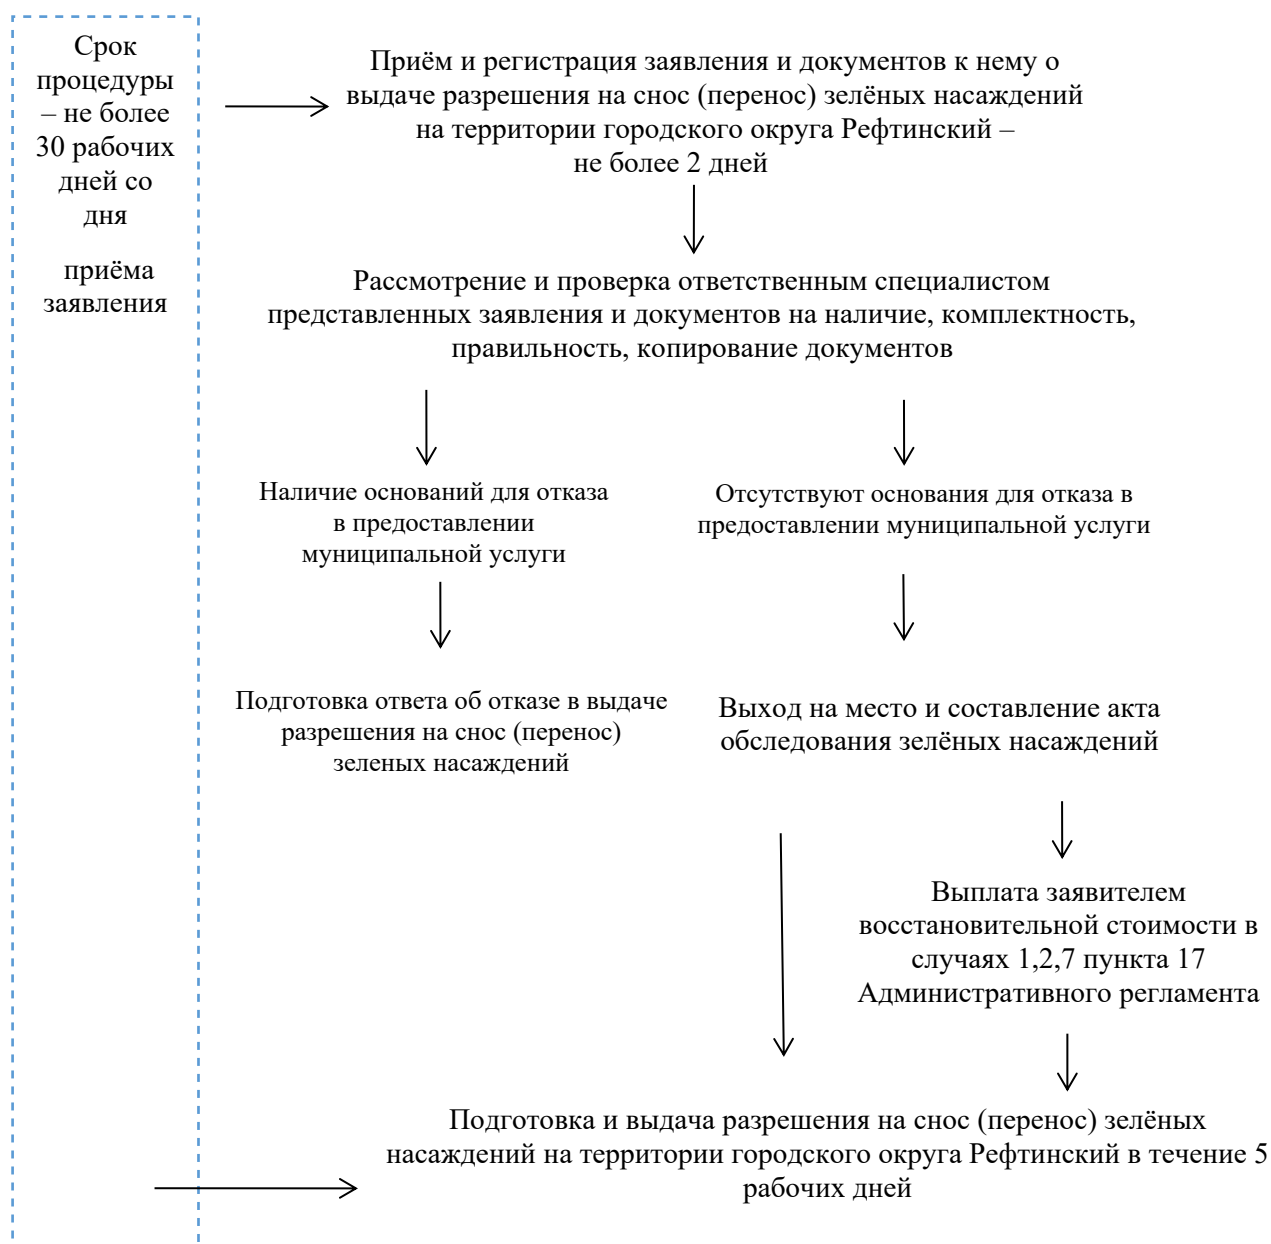 Срок
процедуры
– не более
30 рабочих
дней со
дня
приёма
заявления
Приём и регистрация заявления и документов к нему о
выдаче разрешения на снос (перенос) зелёных насаждений
на территории городского округа Рефтинский –
не более 2 дней
Рассмотрение и проверка ответственным специалистом
представленных заявления и документов на наличие, комплектность,
правильность, копирование документов
Наличие оснований для отказа
в предоставлении
муниципальной услуги
Отсутствуют основания для отказа в
предоставлении муниципальной услуги
Подготовка ответа об отказе в выдаче
разрешения на снос (перенос)
зеленых насаждений
Выход на место и составление акта
обследования зелёных насаждений
Выплата заявителем
восстановительной стоимости в
случаях 1,2,7 пункта 17
Административного регламента
Подготовка и выдача разрешения на снос (перенос) зелёных
насаждений на территории городского округа Рефтинский в течение 5
рабочих дней